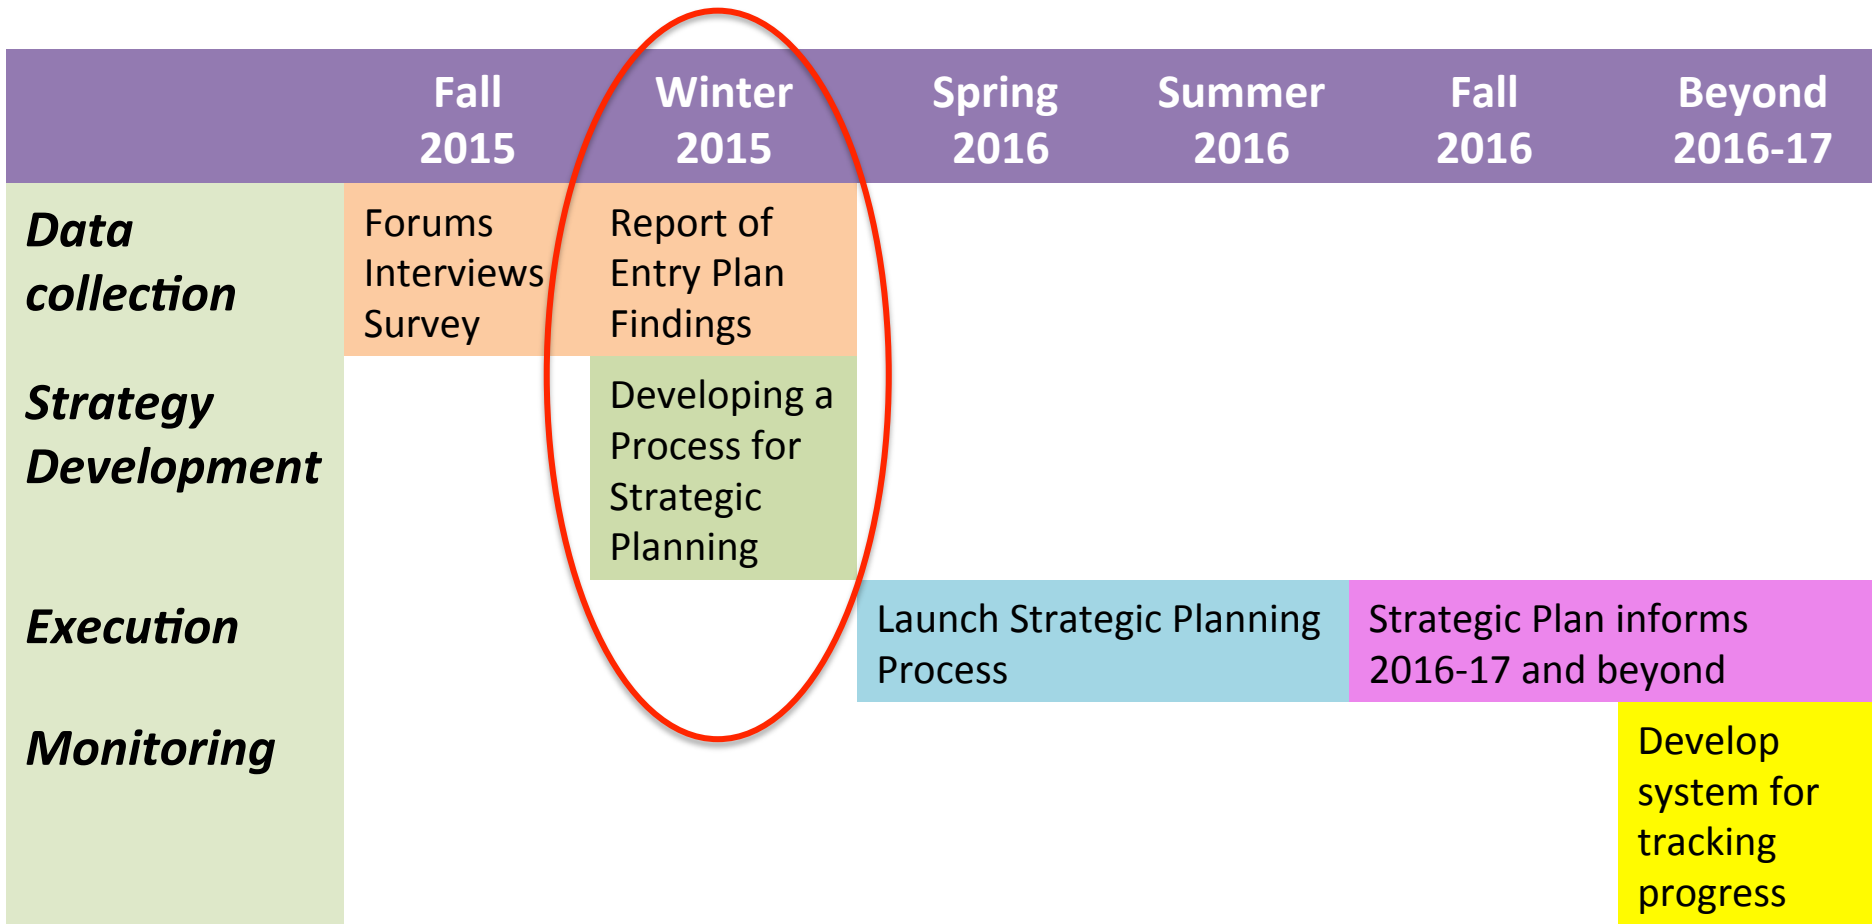 Fall
2015
Winter
2015
Spring
2016
Summer
2016
Fall
2016
Beyond
2016-17
Data
collection
Forums
Interviews
Survey
Report of
Entry Plan
Findings
Strategy
Development
Developing a
Process for
Strategic
Planning
Execution
Launch Strategic Planning
Process
Strategic Plan informs
2016-17 and beyond
Monitoring
Develop
system for
tracking
progress